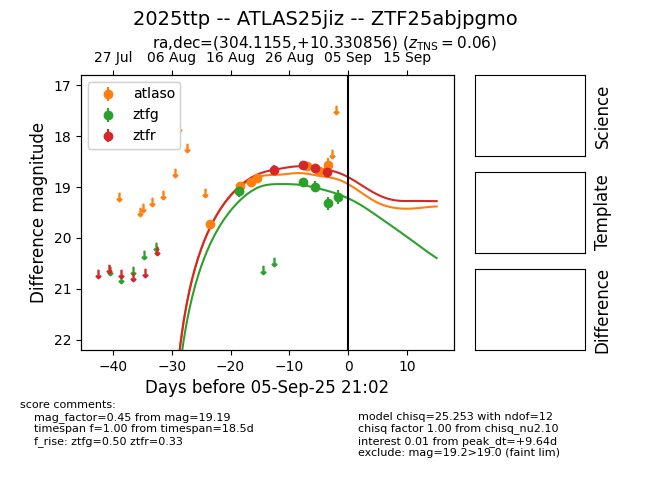 2025ttp -- ATLAS25jiz -- ZTF25abjpgmo
ra,dec=(304.1155,+10.330856) (z_TNS = 0.06)
27 Jul 06 Aug 16 Aug 26 Aug 05 Sep 15 Sep
atlaso
ztfg
ztfr
17
18
19
20
21
22
Difference magnitude
−40 −30 −20 −10 0 10
Days before 05-Sep-25 21:02
Science
Template
Difference
score comments:
mag_factor=0.45 from mag=19.19
timespan f=1.00 from timespan=18.5d
f_rise: ztfg=0.50 ztfr=0.33
model chisq=25.253 with ndof=12
chisq factor 1.00 from chisq_nu2.10
interest 0.01 from peak_dt=+9.64d
exclude: mag=19.2>19.0 (faint lim)